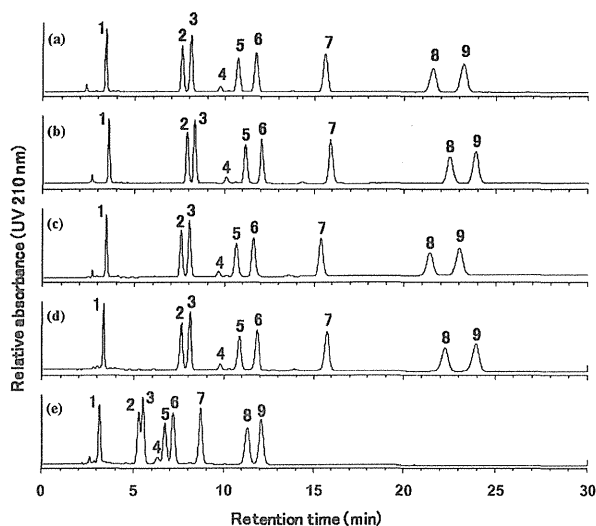 Relative absorbance (UV 210 nm)
(a) 1 2 3 4 5 6 7 8 9
(b) 1 2 3 4 5 6 7 8 9
(c) 1 2 3 4 5 6 7 8 9
(d) 1 2 3 4 5 6 7 8 9
(e) 1 2 3 4 5 6 7 8 9
0 5 10 15 20 25 30
Retention time (min)